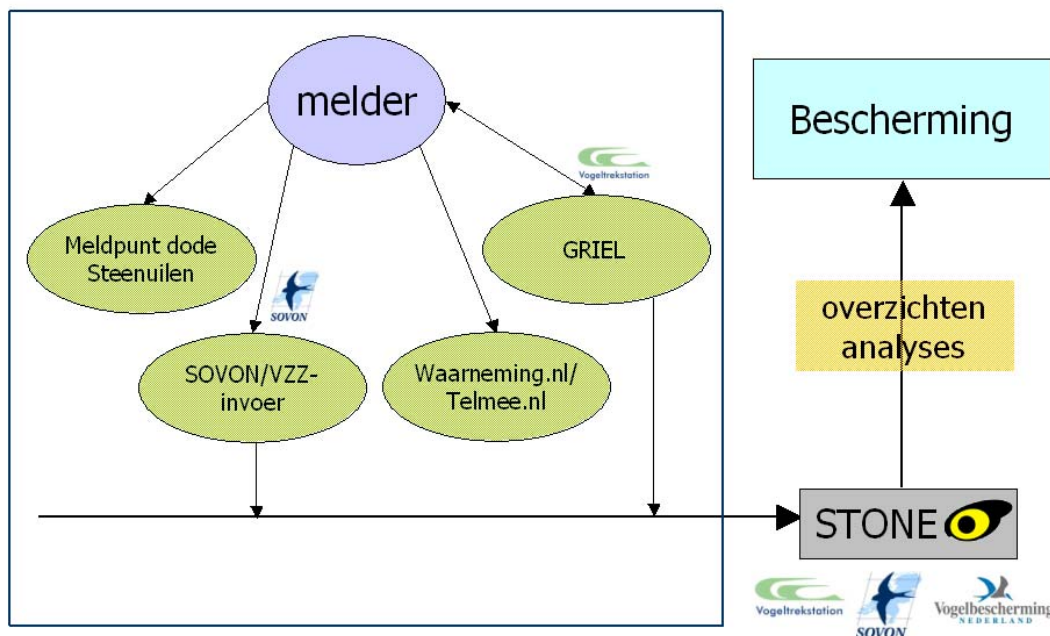 melder
Bescherming
Vogeltrekstation
Meldpunt dode
Steenuilen
GRIEL
SOVON
overzichten
analyses
SOVON/VZZ-
invoer
Waarneming.nl/
Telmee.nl
STONE
Vogeltrekstation
SOVON
Vogelbescherming
NEDERLAND